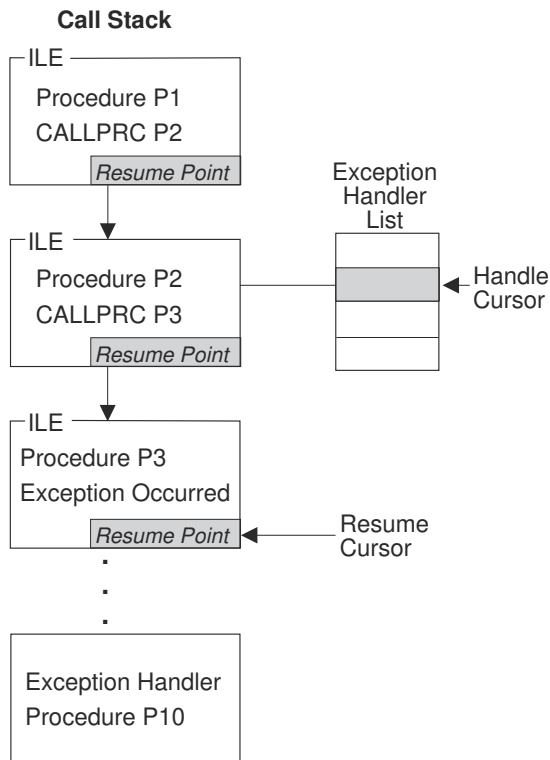 Call Stack
ILE
Procedure P1
CALLPRC P2
Resume Point
Exception
Handler
List
ILE
Procedure P2
CALLPRC P3
Resume Point
Handle
Cursor
ILE
Procedure P3
Exception Occurred
Resume Point
Resume
Cursor
.
.
.
Exception Handler
Procedure P10